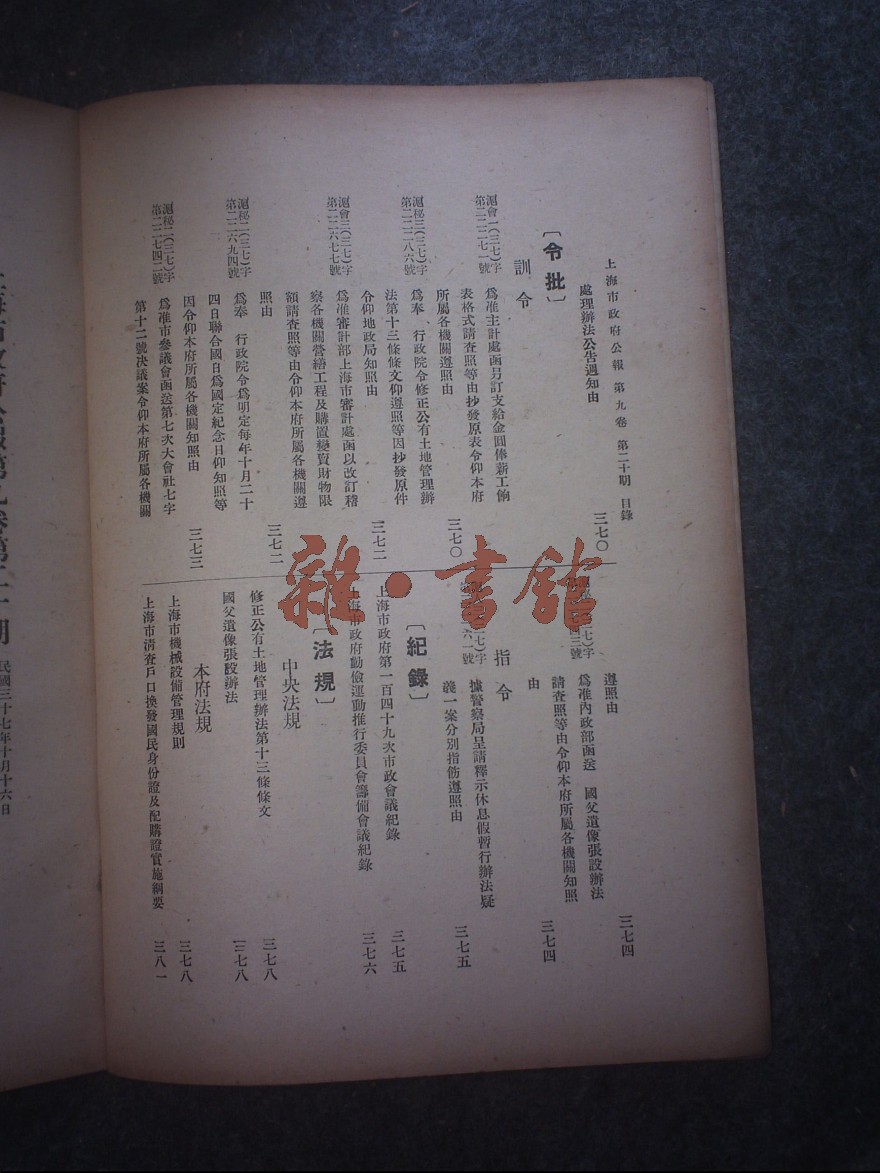 上海市政府公報 第九卷 第二十期 目錄
處理辦法公告週知由
三七〇
〔令批〕
訓令
滬會一(三七)字
第二二二七一號
爲准主計處函另訂支給金圓俸薪工餉
表格式請查照等由抄發原表令仰本府
所屬各機關遵照由
三七〇
滬秘三(三七)字
第二二二八六號
爲奉 行政院令修正公有土地管理辦
法第十三條條文仰遵照等因抄發原件
令仰地政局知照由
三七二
滬會三(三七)字
第二二六七七號
爲准審計部上海市審計處函以改訂稽
察各機關營繕工程及購置變賣財物限
額請查照等由令仰本府所屬各機關遵
照由
三七二
滬秘二(三七)字
第二二六九四號
爲奉 行政院令爲明定每年十月二十
四日聯合國日爲國定紀念日仰知照等
因令仰本府所屬各機關知照由
三七三
滬秘二(三七)字
第二二七四二號
爲准市參議會函送第七次大會社七字
第十二號決議案令仰本府所屬各機關
遵照由
三七四
七)字
四三號
爲准內政部函送 國父遺像張設辦法
請查照等由令仰本府所屬各機關知照
由
三七四
指令
七)字
六一號
據警察局呈請釋示休息假暫行辦法疑
義一案分別指飭遵照由
三七五
〔紀錄〕
上海市政府第一百四十九次市政會議紀錄
三七五
上海市政府勤儉運動推行委員會籌備會議紀錄
三七六
〔法規〕
中央法規
修正公有土地管理辦法第十三條條文
三七八
國父遺像張設辦法
三七八
本府法規
上海市機械設備管理規則
三七八
上海市清查戶口換發國民身份證及配購證實施綱要
三八一
民國三十七年十月十六日
雜·書館